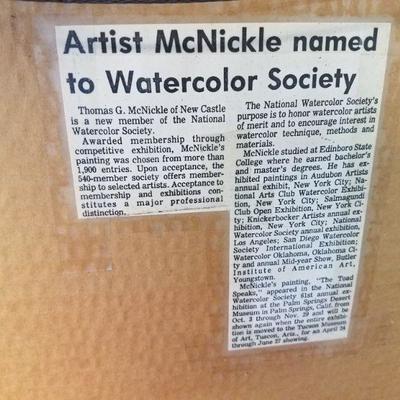 Artist McNickle named
to Watercolor Society
Thomas G. McNickle of New Castle
is a new member of the National
Watercolor Society.
Awarded membership through
competitive exhibition, McNickle's
painting was chosen from more than
1,900 entries. Upon acceptance, the
540-member society offers member-
ship to selected artists. Acceptance to
membership and exhibitions con-
stitutes a major professional
distinction.
The National Watercolor Society's
purpose is to honor watercolor artists
of merit and to encourage interest in
watercolor technique, methods and
materials.
McNickle studied at Edinboro State
College where he earned bachelor's
and master's degrees. He has ex-
hibited paintings in Audubon Artists
annual exhibit, New York City; Na-
tional Arts Club Watercolor Exhibi-
tion, New York City; Salmagundi
Club Open Exhibition, New York Ci-
ty; Knickerbocker Artists annual ex-
hibition, New York City; National
Watercolor Society annual exhibition,
Los Angeles; San Diego Watercolor
Society International Exhibition;
Watercolor Oklahoma, Oklahoma Ci-
ty and annual Mid-year Show, Butler
Institute of American Art,
Youngstown.
McNickle's painting, "The Toad
Speaks," appeared in the National
Watercolor Society 61st annual ex-
hibition at the Palm Springs Desert
Museum in Palm Springs, Calif. from
Oct. 2 through Nov. 29 and will be
shown again when the entire exhibi-
tion is moved to the Tucson Museum
of Art, Tuscon, Ariz., for an April 24
through June 27 showing.